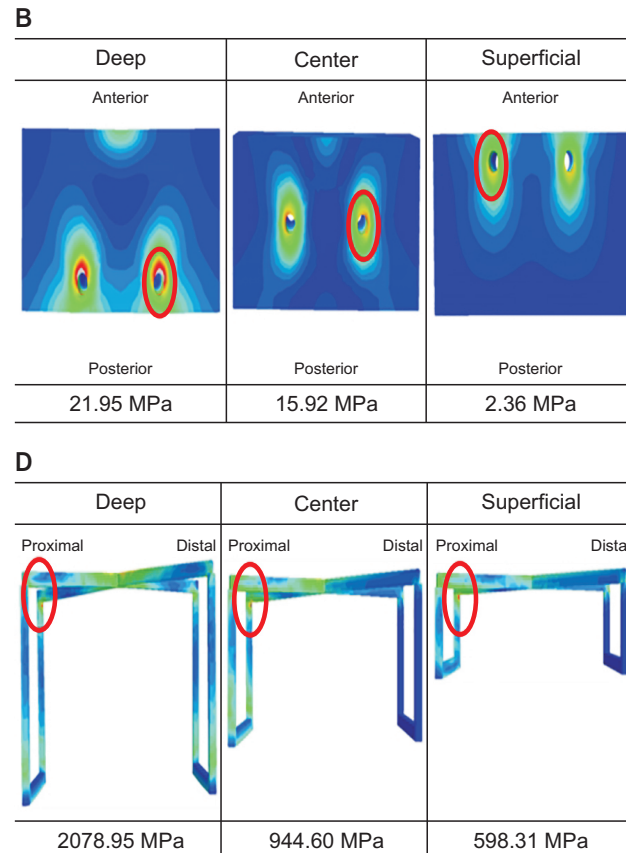 B
Deep Center Superficial
Anterior Anterior Anterior
Posterior Posterior Posterior
21.95 MPa 15.92 MPa 2.36 MPa
D
Deep Center Superficial
Proximal Distal Proximal Distal Proximal Distal
2078.95 MPa 944.60 MPa 598.31 MPa